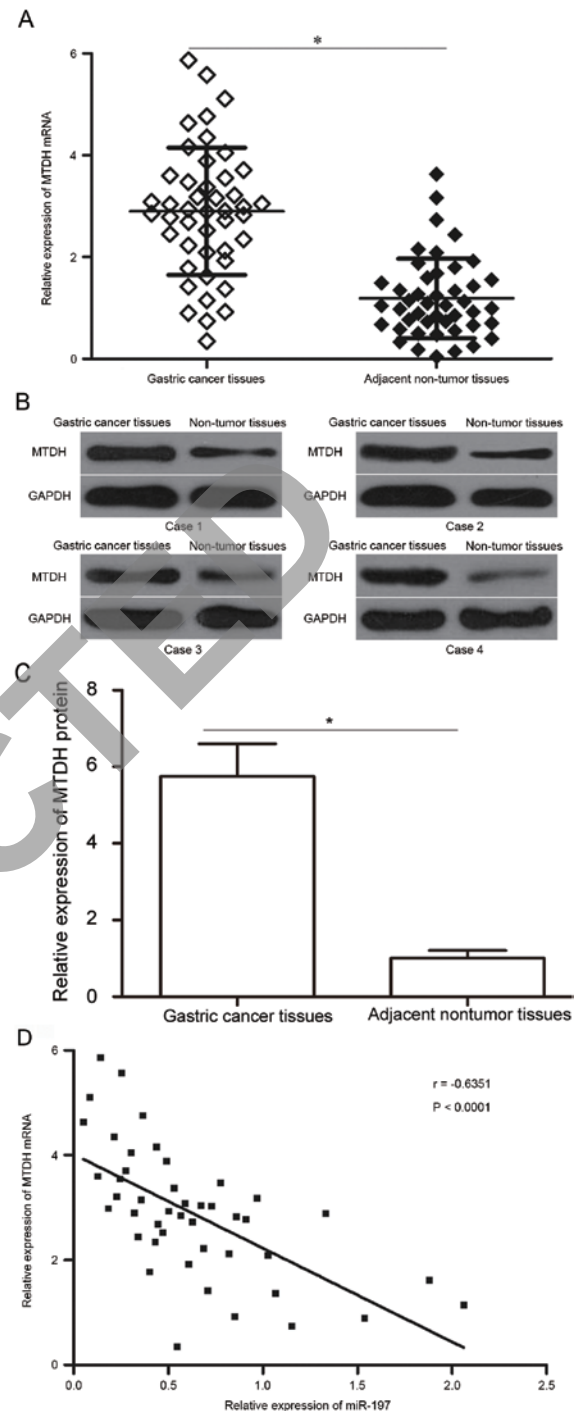 A
*
6
4
2
0
Relative expression of MTDH mRNA
Gastric cancer tissues
Adjacent non-tumor tissues
B
Gastric cancer tissues Non-tumor tissues
MTDH
GAPDH
Case 1
Gastric cancer tissues Non-tumor tissues
MTDH
GAPDH
Case 2
Gastric cancer tissues Non-tumor tissues
MTDH
GAPDH
Case 3
Gastric cancer tissues Non-tumor tissues
MTDH
GAPDH
Case 4
C
*
8
6
4
2
0
Relative expression of MTDH protein
Gastric cancer tissues
Adjacent nontumor tissues
D
r = -0.6351
P < 0.0001
6
4
2
0
Relative expression of MTDH mRNA
0.0 0.5 1.0 1.5 2.0 2.5
Relative expression of miR-197
CTED